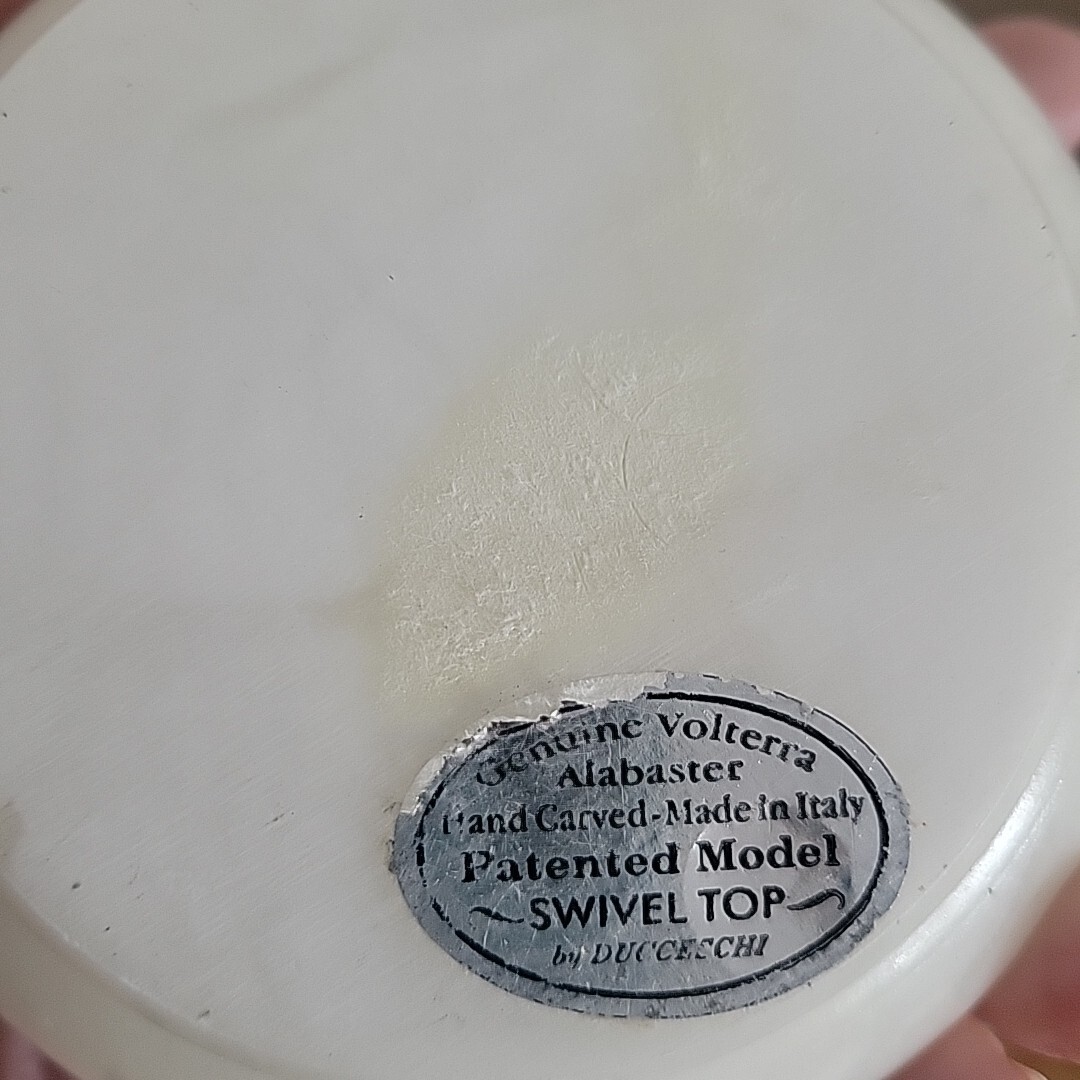 Genuine Volterra
Alabaster
Hand Carved-Made in Italy
Patented Model
~SWIVEL TOP~
by DUCCESCHI